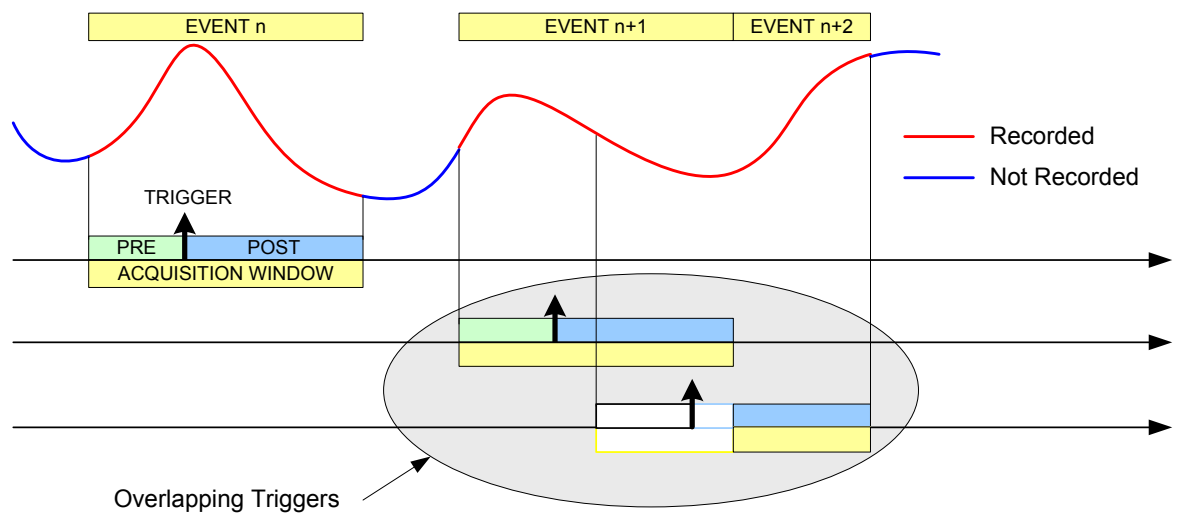 EVENT n
EVENT n+1
EVENT n+2
Recorded
Not Recorded
TRIGGER
PRE
POST
ACQUISITION WINDOW
Overlapping Triggers